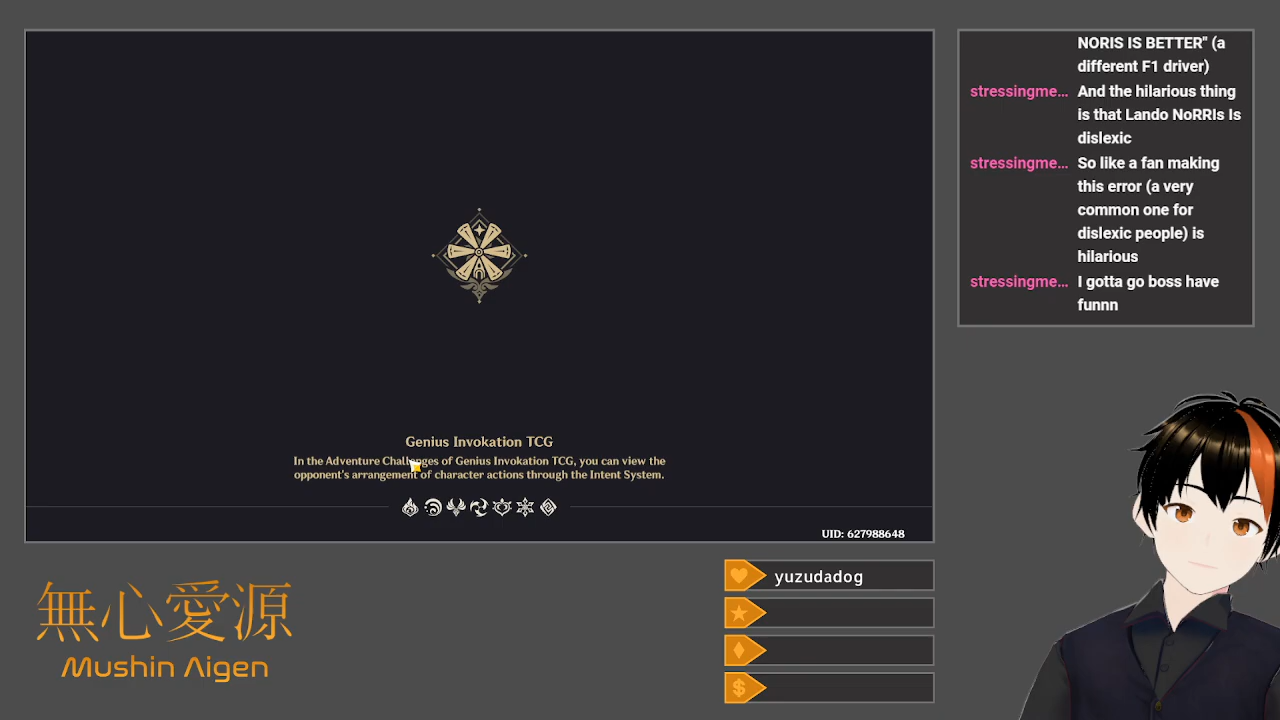 NORIS IS BETTER" (a
different F1 driver)
stressingme... And the hilarious thing
is that Lando NoRRIs Is
dislexic
stressingme... So like a fan making
this error (a very
common one for
dislexic people) is
hilarious
stressingme... I gotta go boss have
funnn
Genius Invokation TCG
In the Adventure Challenges of Genius Invokation TCG, you can view the
opponent's arrangement of character actions through the Intent System.
UID: 627988648
yuzudadog
無心愛源
Mushin Aigen